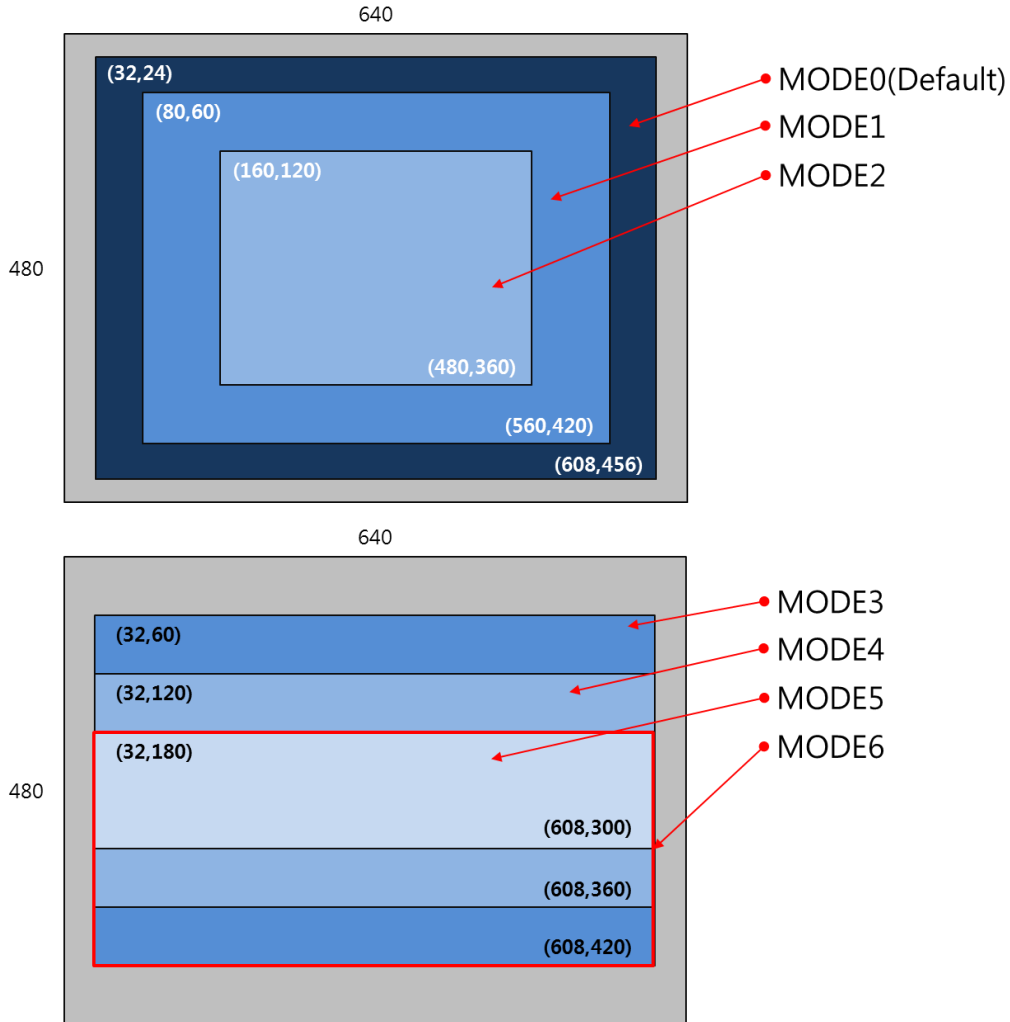 640
(32,24)
MODE0(Default)
(80,60)
MODE1
(160,120)
MODE2
480
(480,360)
(560,420)
(608,456)
640
MODE3
(32,60)
MODE4
(32,120)
MODE5
(32,180)
MODE6
480
(608,300)
(608,360)
(608,420)